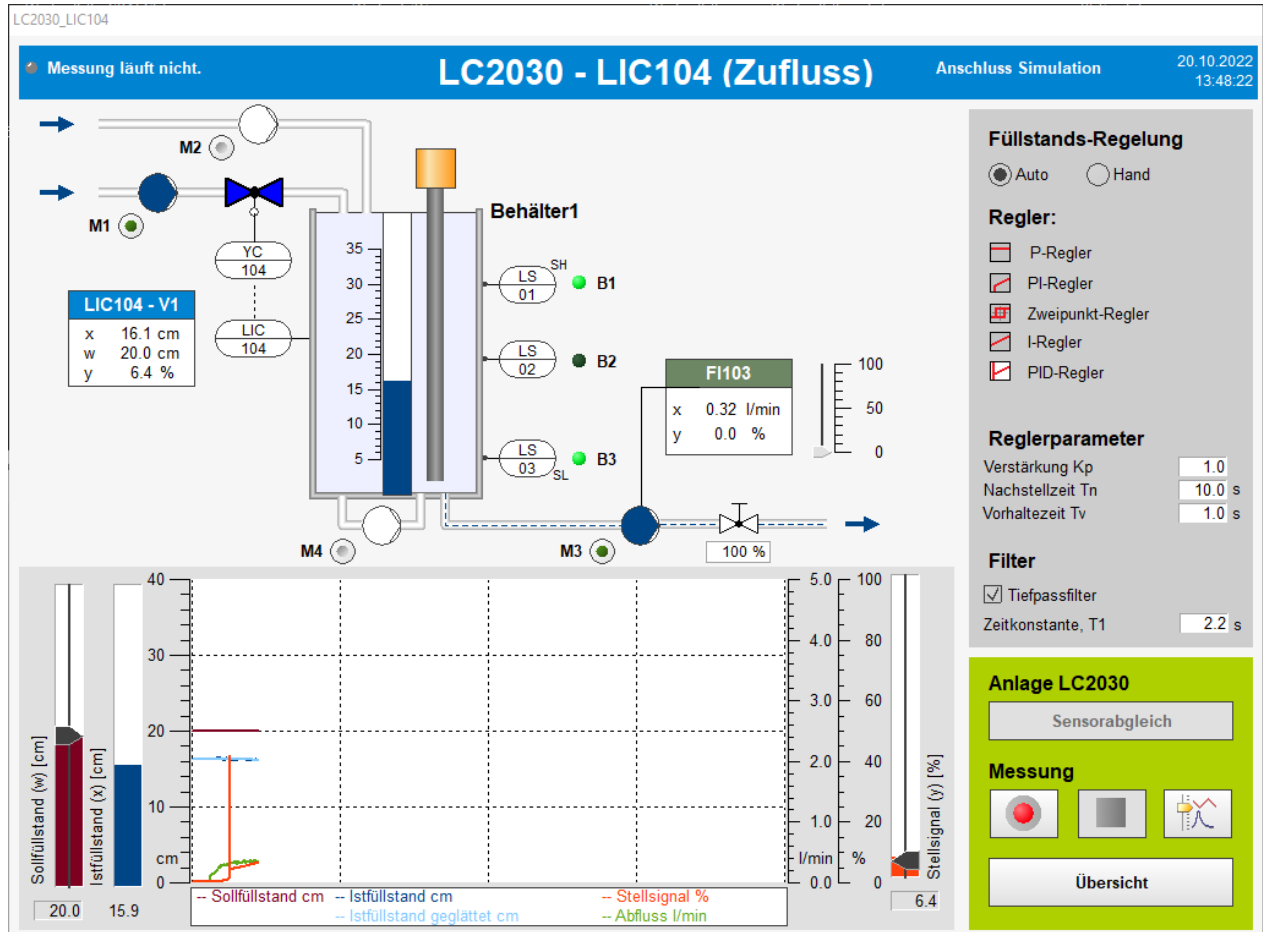 LC2030_LIC104
Messung läuft nicht.
LC2030 - LIC104 (Zufluss)
Anschluss Simulation
20.10.2022
13:48:22
M2
M1
YC
104
LIC
104
LIC104 - V1
x 16.1 cm
w 20.0 cm
y 6.4 %
Behälter1
35
30
25
20
15
10
5
LS
01
SH
B1
LS
02
B2
LS
03
SL
B3
FI103
x 0.32 l/min
y 0.0 %
100
50
0
M4
M3
100 %
Füllstands-Regelung
Auto Hand
Regler:
P-Regler
PI-Regler
Zweipunkt-Regler
I-Regler
PID-Regler
Reglerparameter
Verstärkung Kp 1.0
Nachstellzeit Tn 10.0 s
Vorhaltezeit Tv 1.0 s
Filter
Tiefpassfilter
Zeitkonstante, T1 2.2 s
Sollfüllstand (w) [cm]
20.0
Istfüllstand (x) [cm]
15.9
40
30
20
10
cm
0
5.0
4.0
3.0
2.0
1.0
l/min
0.0
100
80
60
40
20
%
0
Stellsignal (y) [%]
6.4
-- Sollfüllstand cm -- Istfüllstand cm -- Stellsignal %
-- Istfüllstand geglättet cm -- Abfluss l/min
Anlage LC2030
Sensorabgleich
Messung
Übersicht